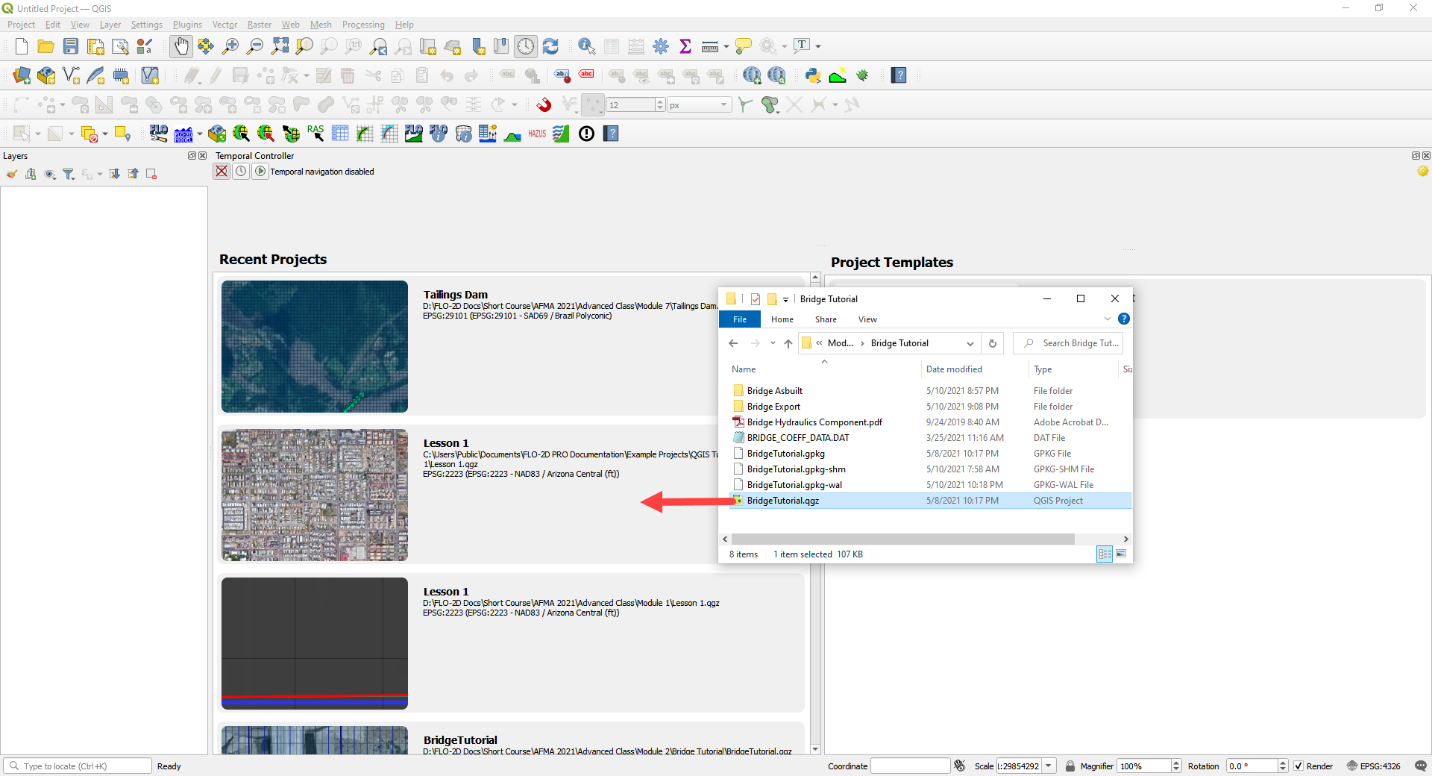 Untitled Project — QGIS
Project Edit View Layer Settings Plugins Vector Raster Web Mesh Processing Help
12 px
RAS
HAZUS
Layers
Temporal Controller
Temporal navigation disabled
Recent Projects
Tailings Dam
D:\FLO-2D Docs\Short Course\AFMA 2021\Advanced Class\Module 7\Tailings Dam.
EPSG:29101 (EPSG:29101 - SAD69 / Brazil Polyconic)
Lesson 1
C:\Users\Public\Documents\FLO-2D PRO Documentation\Example Projects\QGIS Tu
1\Lesson 1.qgz
EPSG:2223 (EPSG:2223 - NAD83 / Arizona Central (ft))
Lesson 1
D:\FLO-2D Docs\Short Course\AFMA 2021\Advanced Class\Module 1\Lesson 1.qgz
EPSG:2223 (EPSG:2223 - NAD83 / Arizona Central (ft))
BridgeTutorial
D:\FLO-2D Docs\Short Course\AFMA 2021\Advanced Class\Module 2\Bridge Tutorial\BridgeTutorial.qgz
Project Templates
Bridge Tutorial
File Home Share View
« Mod... › Bridge Tutorial
Search Bridge Tut...
Name Date modified Type
Bridge Asbuilt 5/10/2021 8:57 PM File folder
Bridge Export 5/10/2021 9:08 PM File folder
Bridge Hydraulics Component.pdf 9/24/2019 8:40 AM Adobe Acrobat D...
BRIDGE_COEFF_DATA.DAT 3/25/2021 11:16 AM DAT File
BridgeTutorial.gpkg 5/8/2021 10:17 PM GPKG File
BridgeTutorial.gpkg-shm 5/10/2021 7:58 AM GPKG-SHM File
BridgeTutorial.gpkg-wal 5/10/2021 10:18 PM GPKG-WAL File
BridgeTutorial.qgz 5/8/2021 10:17 PM QGIS Project
8 items 1 item selected 107 KB
Type to locate (Ctrl+K) Ready Coordinate Scale 1:29854292 Magnifier 100% Rotation 0.0 ° Render EPSG:4326